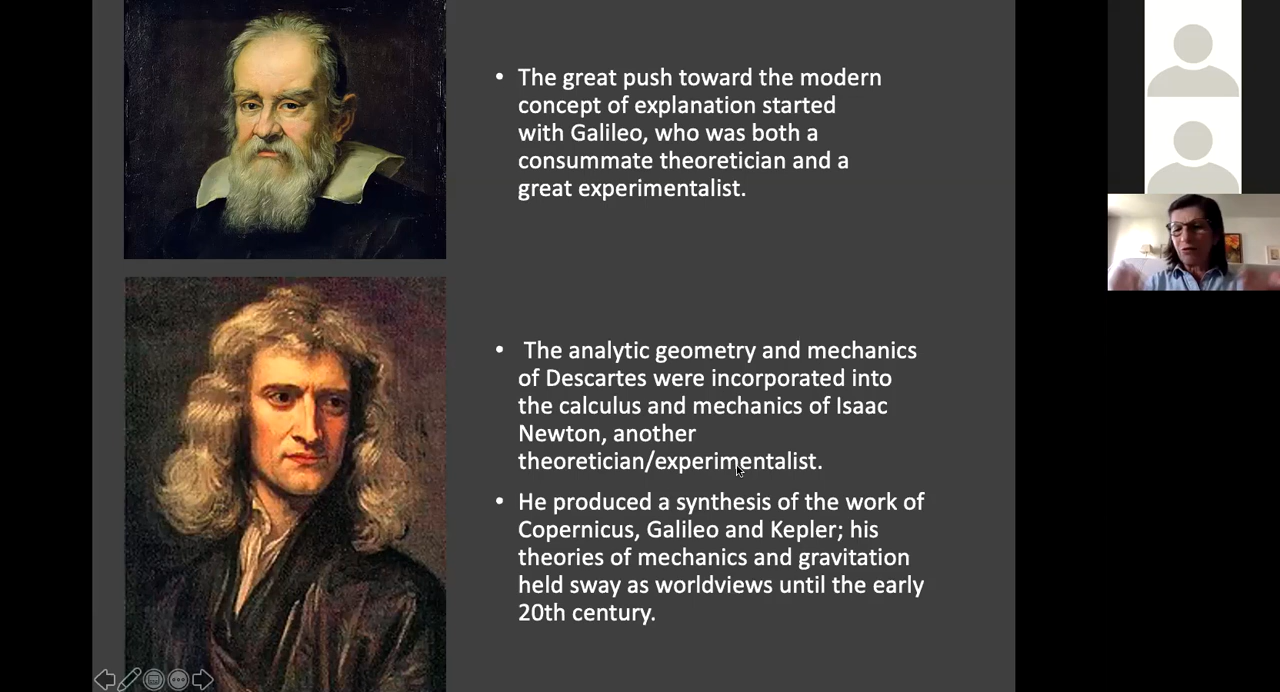 • The great push toward the modern
concept of explanation started
with Galileo, who was both a
consummate theoretician and a
great experimentalist.
• The analytic geometry and mechanics
of Descartes were incorporated into
the calculus and mechanics of Isaac
Newton, another
theoretician/experimentalist.
• He produced a synthesis of the work of
Copernicus, Galileo and Kepler; his
theories of mechanics and gravitation
held sway as worldviews until the early
20th century.